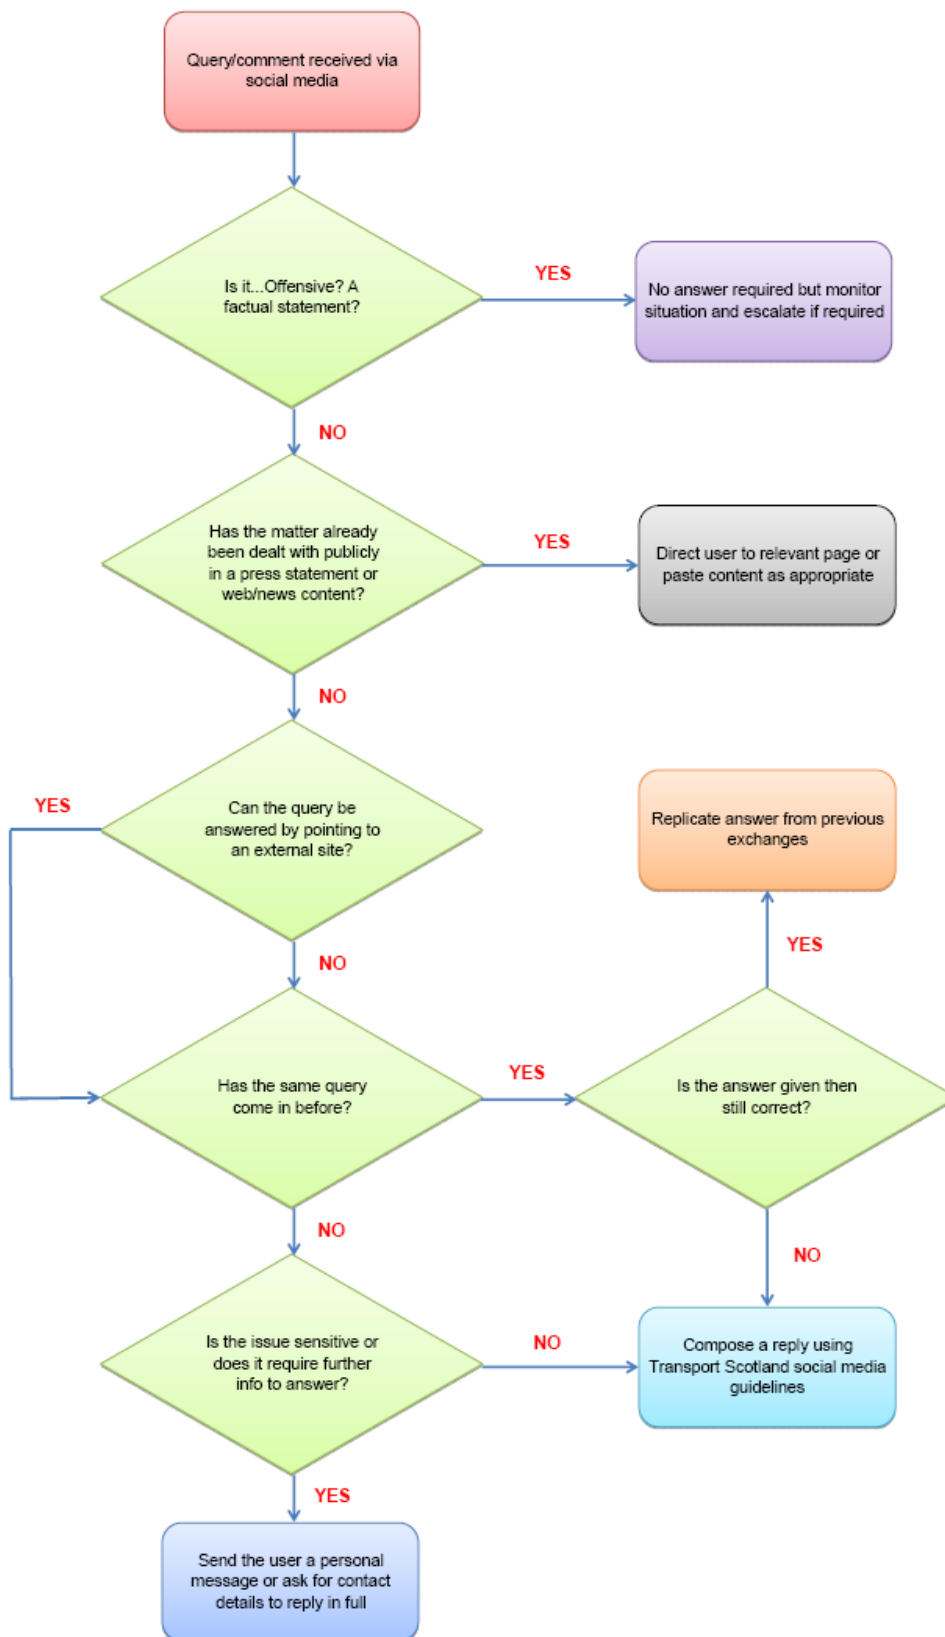 Query/comment received via
social media
Is it...Offensive? A
factual statement?
YES
No answer required but monitor
situation and escalate if required
NO
Has the matter already
been dealt with publicly
in a press statement or
web/news content?
YES
Direct user to relevant page or
paste content as appropriate
NO
Can the query be
answered by pointing to
an external site?
YES
Replicate answer from previous
exchanges
YES
NO
Has the same query
come in before?
YES
Is the answer given then
still correct?
NO
NO
Is the issue sensitive or
does it require further
info to answer?
NO
Compose a reply using
Transport Scotland social media
guidelines
YES
Send the user a personal
message or ask for contact
details to reply in full